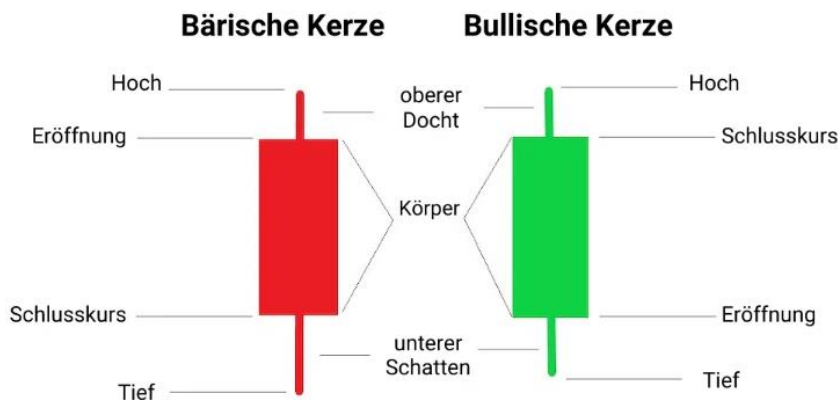 Bärische Kerze
Bullische Kerze
Hoch
oberer
Docht
Hoch
Eröffnung
Schlusskurs
Körper
Schlusskurs
Eröffnung
unterer
Schatten
Tief
Tief